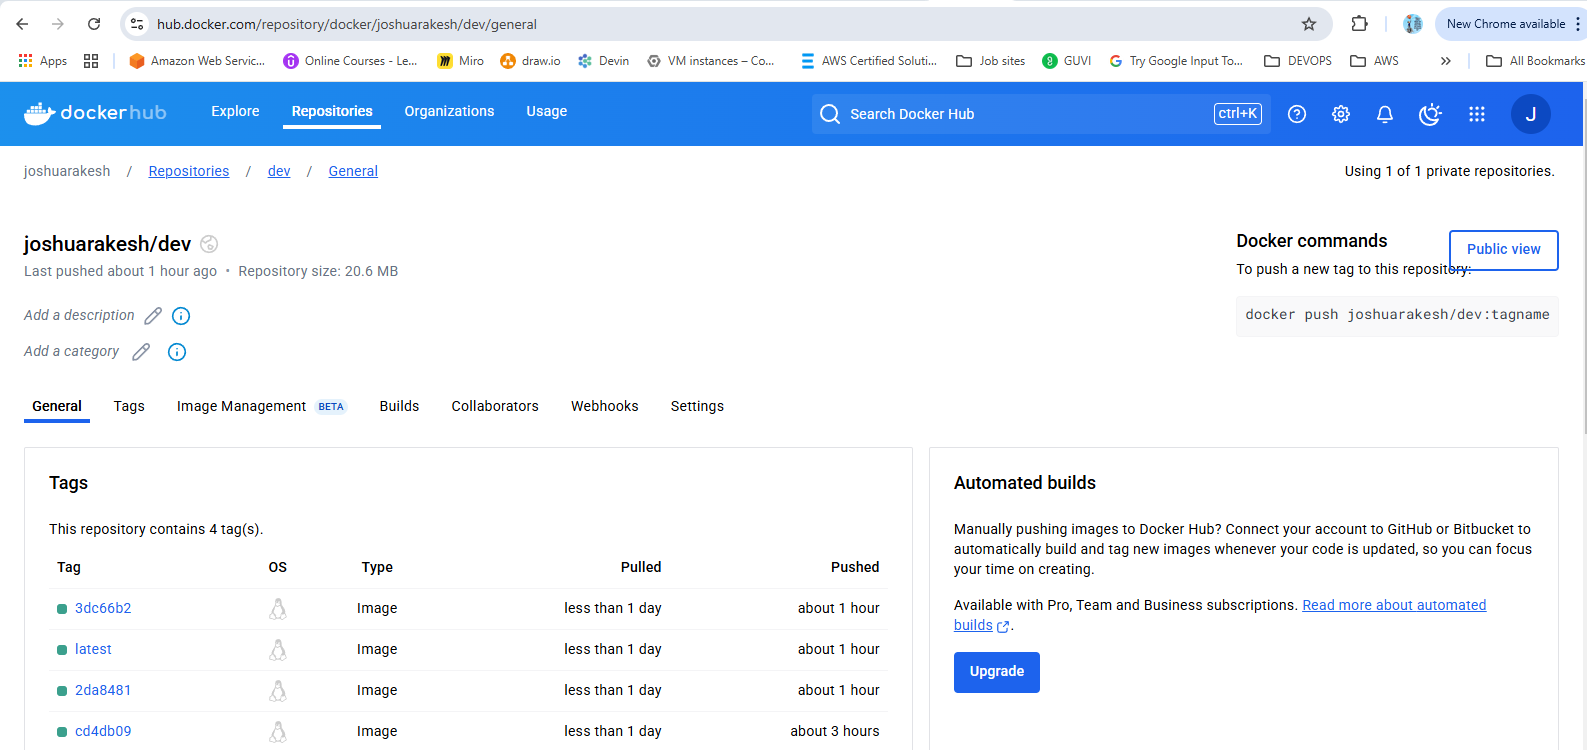 hub.docker.com/repository/docker/joshuarakesh/dev/general
New Chrome available
Apps
Amazon Web Servic...
Online Courses - Le...
Miro
draw.io
Devin
VM instances – Co...
AWS Certified Soluti...
Job sites
GUVI
Try Google Input To...
DEVOPS
AWS
»
All Bookmarks
dockerhub
Explore
Repositories
Organizations
Usage
Search Docker Hub
ctrl+K
J
joshuarakesh / Repositories / dev / General
Using 1 of 1 private repositories.
joshuarakesh/dev
Last pushed about 1 hour ago • Repository size: 20.6 MB
Add a description
Add a category
Docker commands
Public view
To push a new tag to this repository:
docker push joshuarakesh/dev:tagname
General
Tags
Image Management BETA
Builds
Collaborators
Webhooks
Settings
Tags
This repository contains 4 tag(s).
Tag OS Type Pulled Pushed
3dc66b2 Image less than 1 day about 1 hour
latest Image less than 1 day about 1 hour
2da8481 Image less than 1 day about 1 hour
cd4db09 Image less than 1 day about 3 hours
Automated builds
Manually pushing images to Docker Hub? Connect your account to GitHub or Bitbucket to
automatically build and tag new images whenever your code is updated, so you can focus
your time on creating.
Available with Pro, Team and Business subscriptions. Read more about automated
builds.
Upgrade